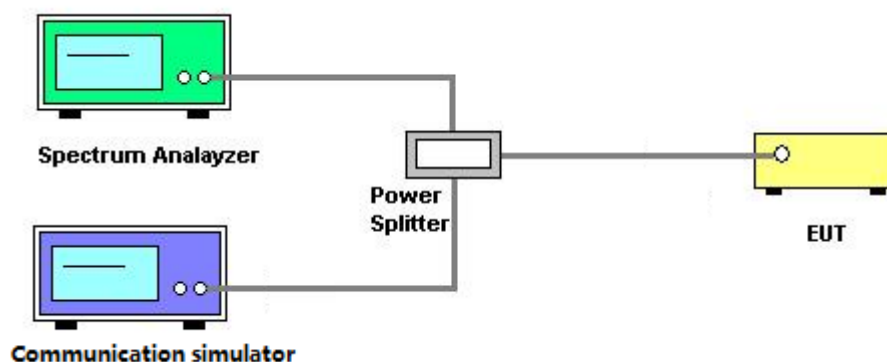 Spectrum Analayzer
Power
Splitter
EUT
Communication simulator